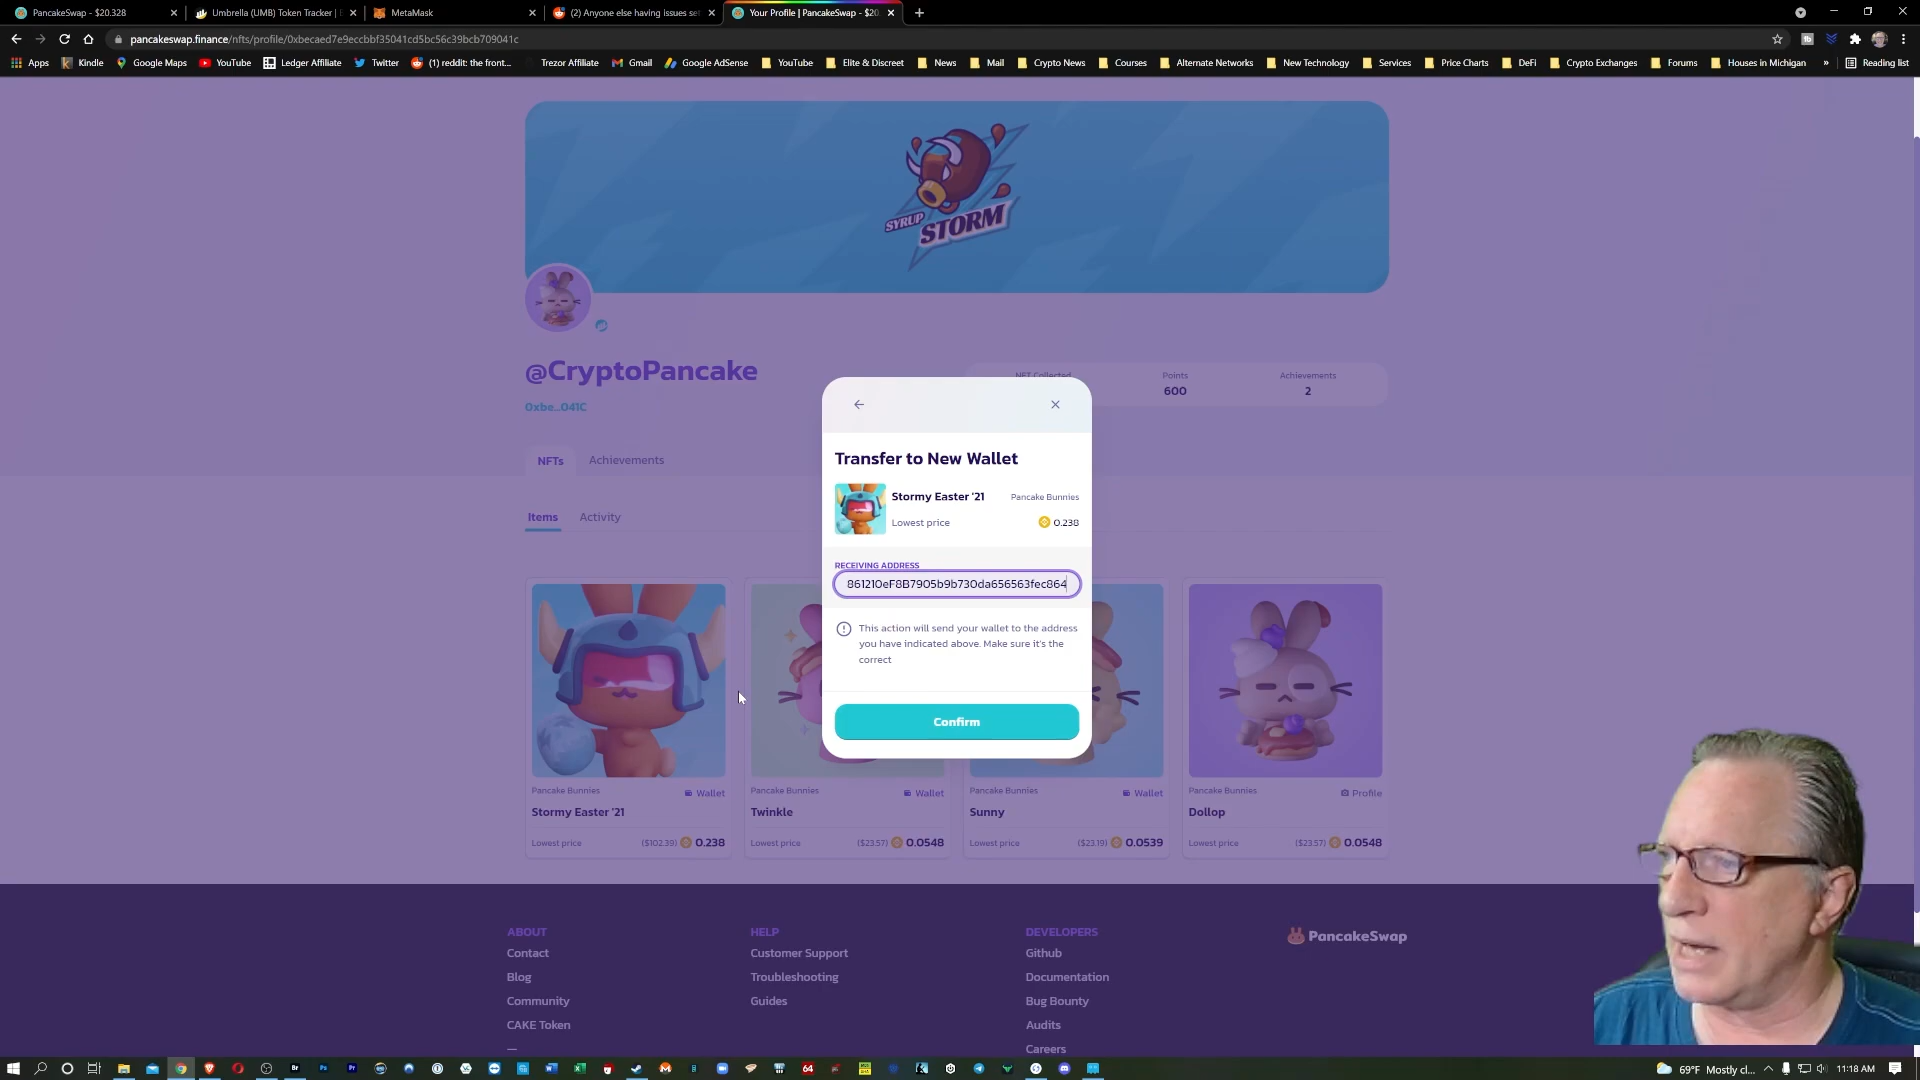 PancakeSwap - $20.328
Umbrella (UMB) Token Tracker |
MetaMask
(2) Anyone else having issues se
Your Profile | PancakeSwap - $20.
pancakeswap.finance/nfts/profile/0xbecaed7e9eccbbf35041cd5bc56c39bcb709041c
Apps
Kindle
Google Maps
YouTube
Ledger Affiliate
Twitter
(1) reddit: the front...
Trezor Affiliate
Gmail
Google AdSense
YouTube
Elite & Discreet
News
Mail
Crypto News
Courses
Alternate Networks
New Technology
Services
Price Charts
DeFi
Crypto Exchanges
Forums
Houses in Michigan
»
Reading list
SYRUP
STORM
@CryptoPancake
0xbe...041C
NFT Collected
Points
600
Achievements
2
NFTs
Achievements
Items
Activity
Transfer to New Wallet
Stormy Easter '21
Pancake Bunnies
Lowest price
0.238
RECEIVING ADDRESS
861210eF8B7905b9b730da656563fec864
This action will send your wallet to the address
you have indicated above. Make sure it's the
correct
Confirm
Pancake Bunnies
Wallet
Stormy Easter '21
Lowest price
($102.39)
0.238
Pancake Bunnies
Wallet
Twinkle
Lowest price
($23.57)
0.0548
Pancake Bunnies
Wallet
Sunny
Lowest price
($23.19)
0.0539
Pancake Bunnies
Profile
Dollop
Lowest price
($23.57)
0.0548
ABOUT
Contact
Blog
Community
CAKE Token
—
HELP
Customer Support
Troubleshooting
Guides
DEVELOPERS
Github
Documentation
Bug Bounty
Audits
Careers
PancakeSwap
Br
Ps
Pr
64
69°F Mostly cl...
11:18 AM